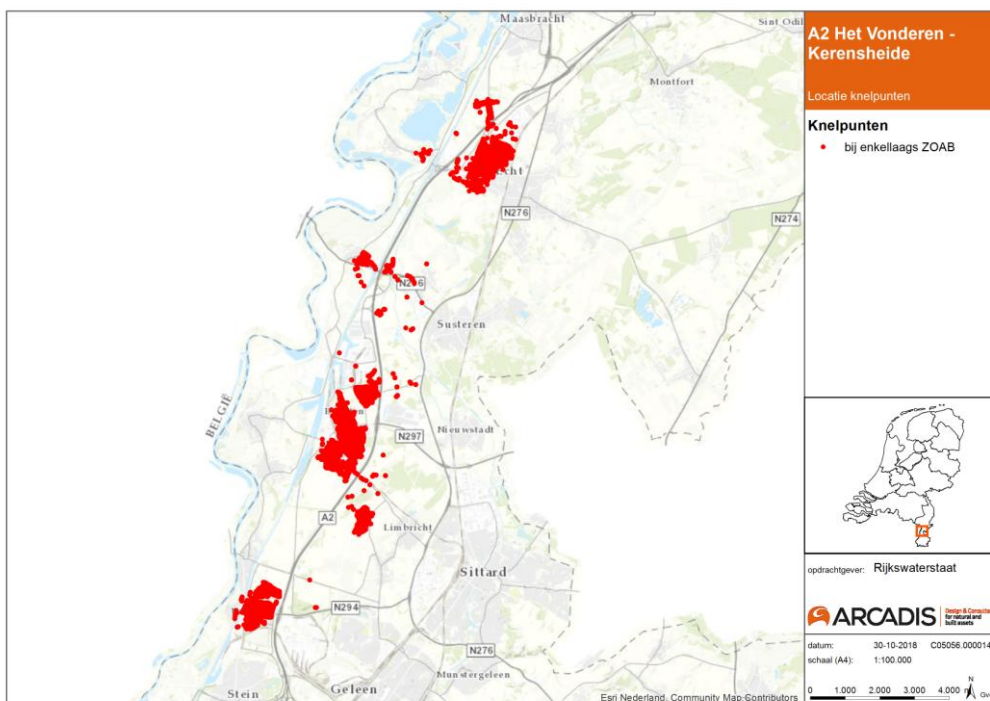 Maasbracht
Sint Odil
Montfort
A2 Het Vonderen -
Kerensheide
Locatie knelpunten
Knelpunten
bij enkellaags ZOAB
N276
N274
Susteren
BELGIË
N297
Nieuwstadt
A2
Limbricht
Sittard
N294
N276
Munstergeleen
Stein
Geleen
Esri Nederland, Community Map Contributors
opdrachtgever: Rijkswaterstaat
ARCADIS
Design & Consulta
for natural and
built assets
datum: 30-10-2018 C05056.000014
schaal (A4): 1:100.000
0 1.000 2.000 3.000 4.000
N